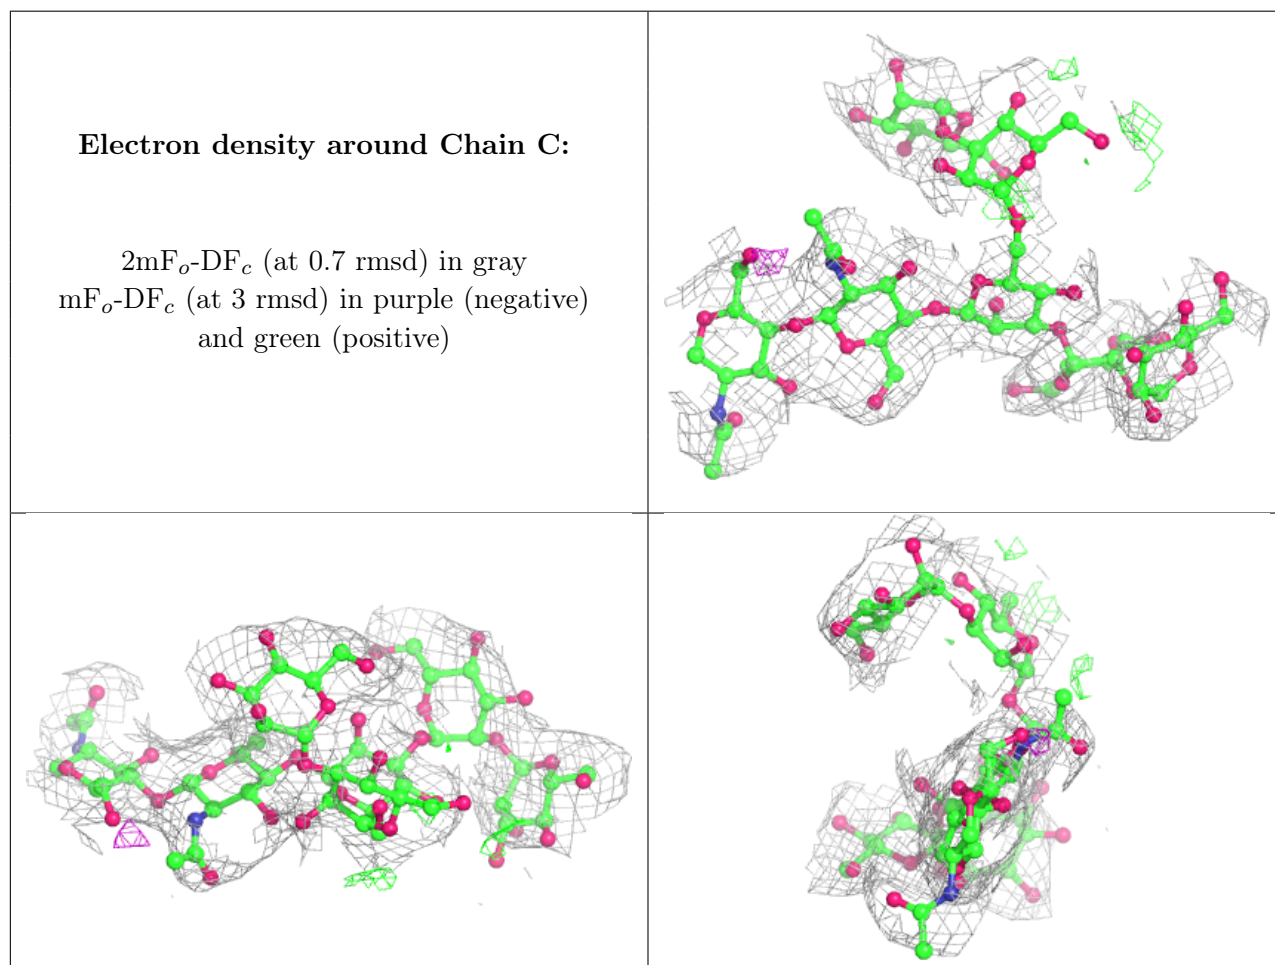 Electron density around Chain C:
2mFo-DFc (at 0.7 rmsd) in gray
mFo-DFc (at 3 rmsd) in purple (negative)
and green (positive)